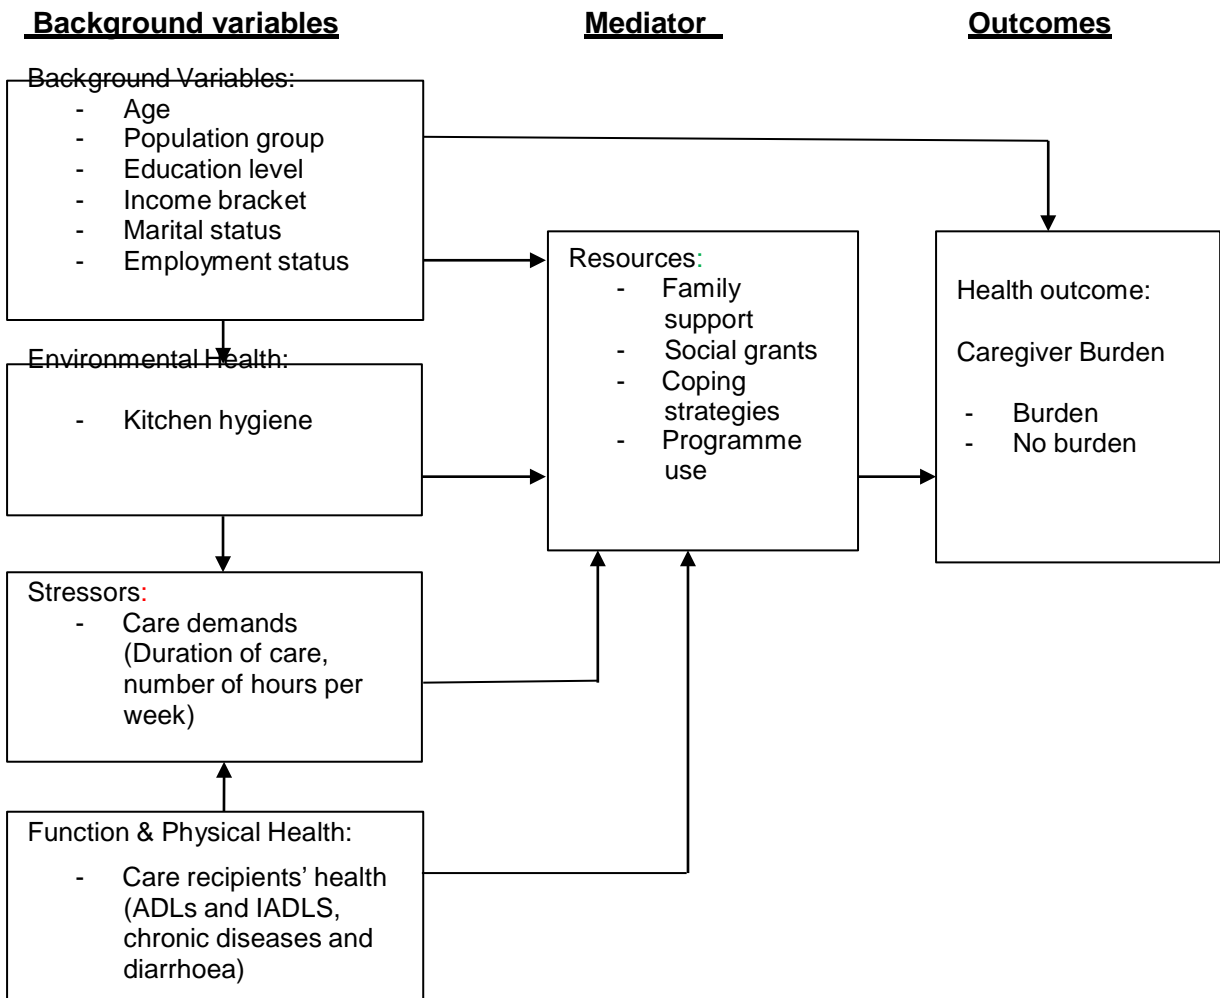 Background variables
Mediator
Outcomes
Background Variables:
- Age
- Population group
- Education level
- Income bracket
- Marital status
- Employment status
Environmental Health:
- Kitchen hygiene
Stressors:
- Care demands
(Duration of care,
number of hours per
week)
Function & Physical Health:
- Care recipients’ health
(ADLs and IADLS,
chronic diseases and
diarrhoea)
Resources:
- Family
support
- Social grants
- Coping
strategies
- Programme
use
Health outcome:
Caregiver Burden
- Burden
- No burden